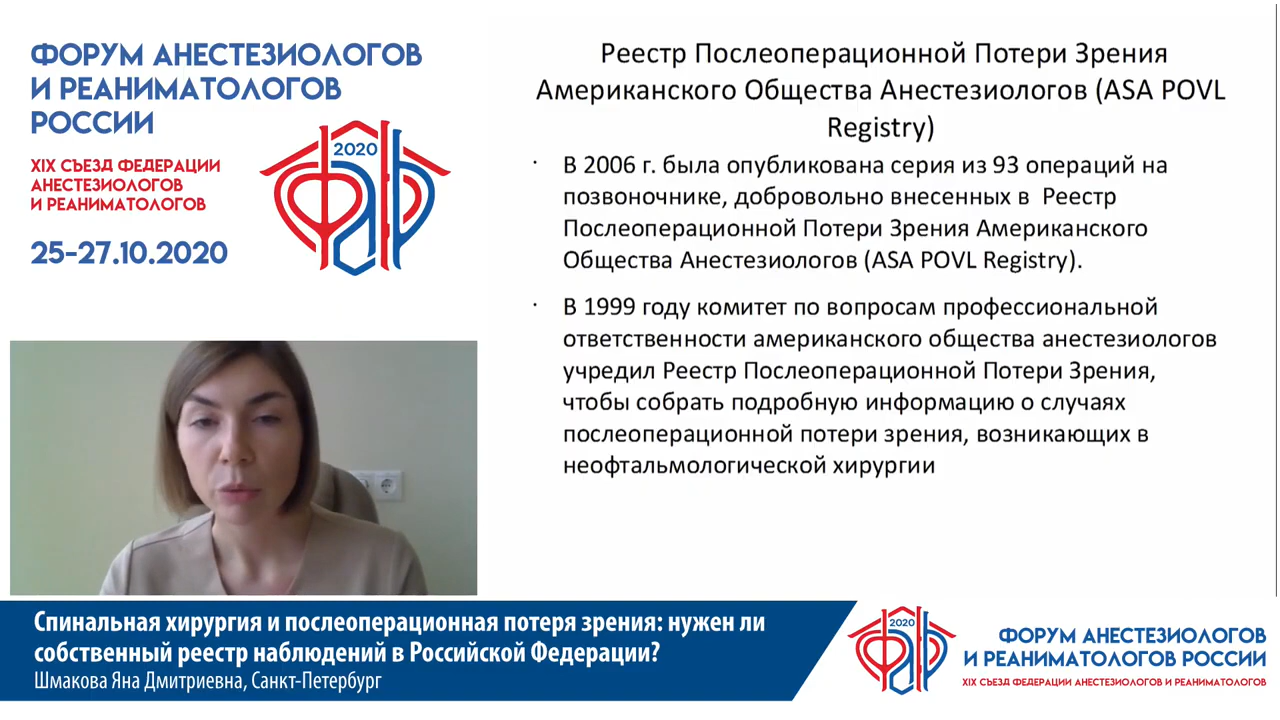 ФОРУМ АНЕСТЕЗИОЛОГОВ
И РЕАНИМАТОЛОГОВ
РОССИИ
XIX СЪЕЗД ФЕДЕРАЦИИ
АНЕСТЕЗИОЛОГОВ
И РЕАНИМАТОЛОГОВ
25-27.10.2020
2020
ФАР
Реестр Послеоперационной Потери Зрения
Американского Общества Анестезиологов (ASA POVL
Registry)
· В 2006 г. была опубликована серия из 93 операций на
позвоночнике, добровольно внесенных в Реестр
Послеоперационной Потери Зрения Американского
Общества Анестезиологов (ASA POVL Registry).
· В 1999 году комитет по вопросам профессиональной
ответственности американского общества анестезиологов
учредил Реестр Послеоперационной Потери Зрения,
чтобы собрать подробную информацию о случаях
послеоперационной потери зрения, возникающих в
неофтальмологической хирургии
Спинальная хирургия и послеоперационная потеря зрения: нужен ли
собственный реестр наблюдений в Российской Федерации?
Шмакова Яна Дмитриевна, Санкт-Петербург
2020
ФАР
ФОРУМ АНЕСТЕЗИОЛОГОВ
И РЕАНИМАТОЛОГОВ РОССИИ
XIX СЪЕЗД ФЕДЕРАЦИИ АНЕСТЕЗИОЛОГОВ И РЕАНИМАТОЛОГОВ